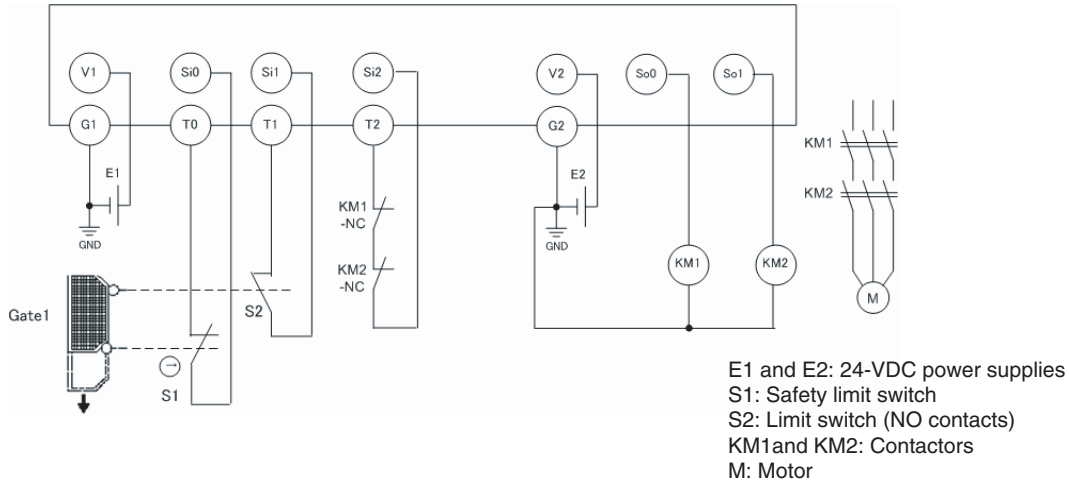 V1 Si0 Si1 Si2 V2 So0 So1
G1 T0 T1 T2 G2
E1
E2
GND
GND
KM1
-NC
KM2
-NC
KM1
KM2
KM1
KM2
M
Gate1
S2
S1
E1 and E2: 24-VDC power supplies
S1: Safety limit switch
S2: Limit switch (NO contacts)
KM1and KM2: Contactors
M: Motor